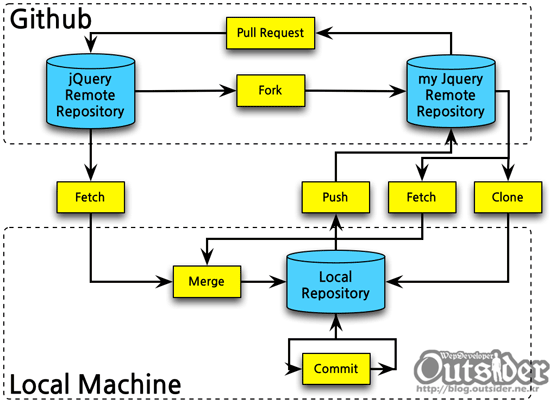 Github
Pull Request
jQuery
Remote
Repository
Fork
my Jquery
Remote
Repository
Fetch
Push
Fetch
Clone
Merge
Local
Repository
Commit
Local Machine
WebDeveloper
Outsider
http://blog.outsider.ne.kr